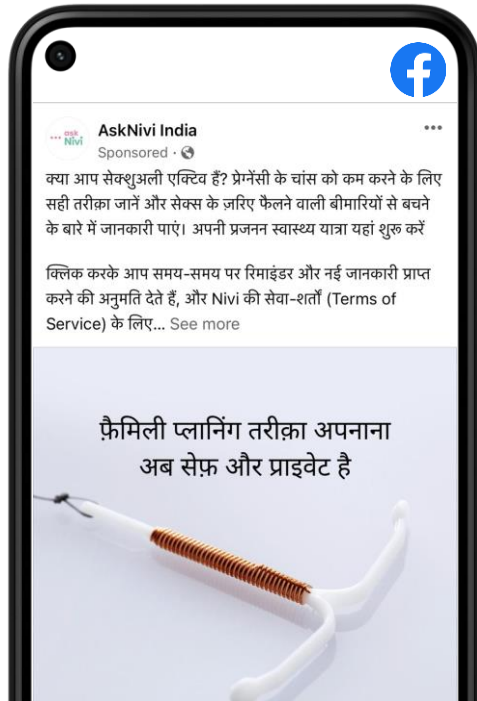 ask
Nivi
AskNivi India
Sponsored ·
क्या आप सेक्शुअली एक्टिव हैं? प्रेग्नेंसी के चांस को कम करने के लिए
सही तरीक़ा जानें और सेक्स के ज़रिए फैलने वाली बीमारियों से बचने
के बारे में जानकारी पाएं। अपनी प्रजनन स्वास्थ्य यात्रा यहां शुरू करें
क्लिक करके आप समय-समय पर रिमाइंडर और नई जानकारी प्राप्त
करने की अनुमति देते हैं, और Nivi की सेवा-शर्तों (Terms of
Service) के लिए... See more
फ़ैमिली प्लानिंग तरीक़ा अपनाना
अब सेफ़ और प्राइवेट है